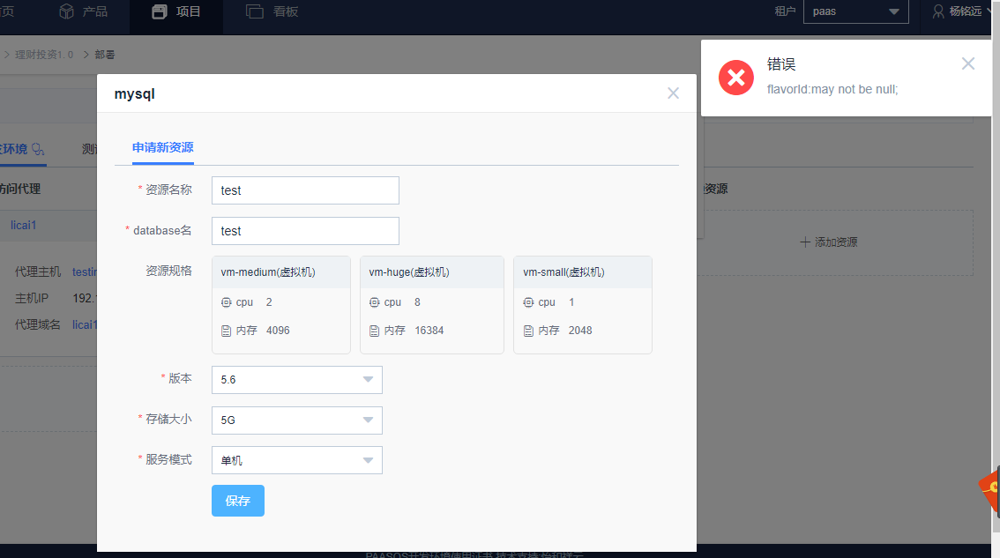 页 产品 项目 看板 租户 paas 杨铭远
> 理财投资1.0 > 部署
错误
flavorId:may not be null;
mysql
环境
申请新资源
访问代理
资源
* 资源名称 test
licai1
* database名 test
添加资源
资源规格 vm-medium(虚拟机) vm-huge(虚拟机) vm-small(虚拟机)
代理主机
主机IP 192.
cpu 2 cpu 8 cpu 1
代理域名 licai1
内存 4096 内存 16384 内存 2048
* 版本 5.6
* 存储大小 5G
* 服务模式 单机
保存